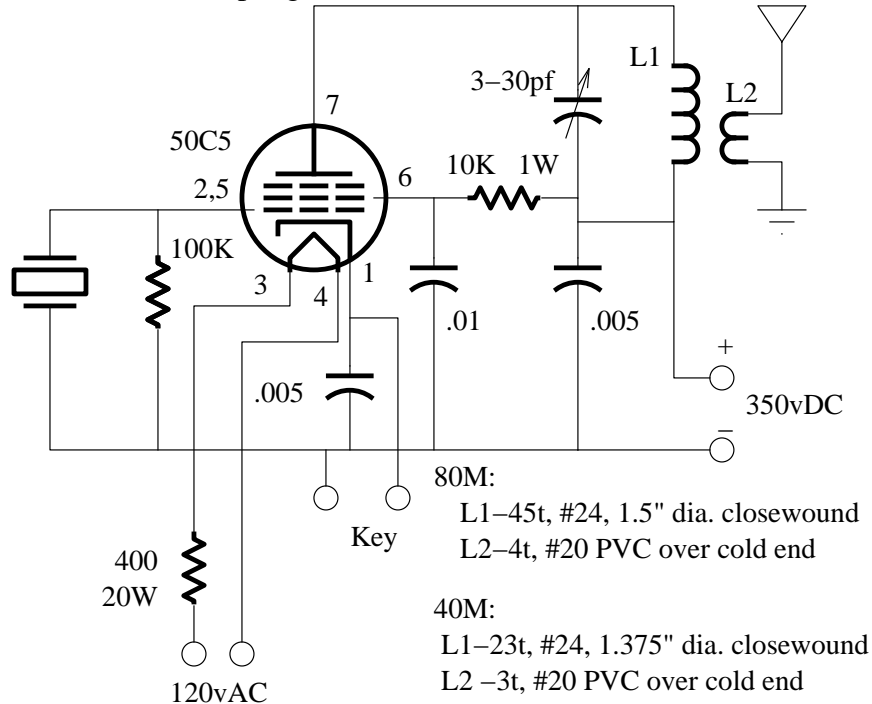 L1
3−30pf
L2
7
50C5
10K 1W
6
2,5
100K
3
4
1
.01
.005
.005
+
350vDC
−
80M:
L1−45t, #24, 1.5" dia. closewound
L2−4t, #20 PVC over cold end
Key
400
20W
40M:
L1−23t, #24, 1.375" dia. closewound
L2 −3t, #20 PVC over cold end
120vAC